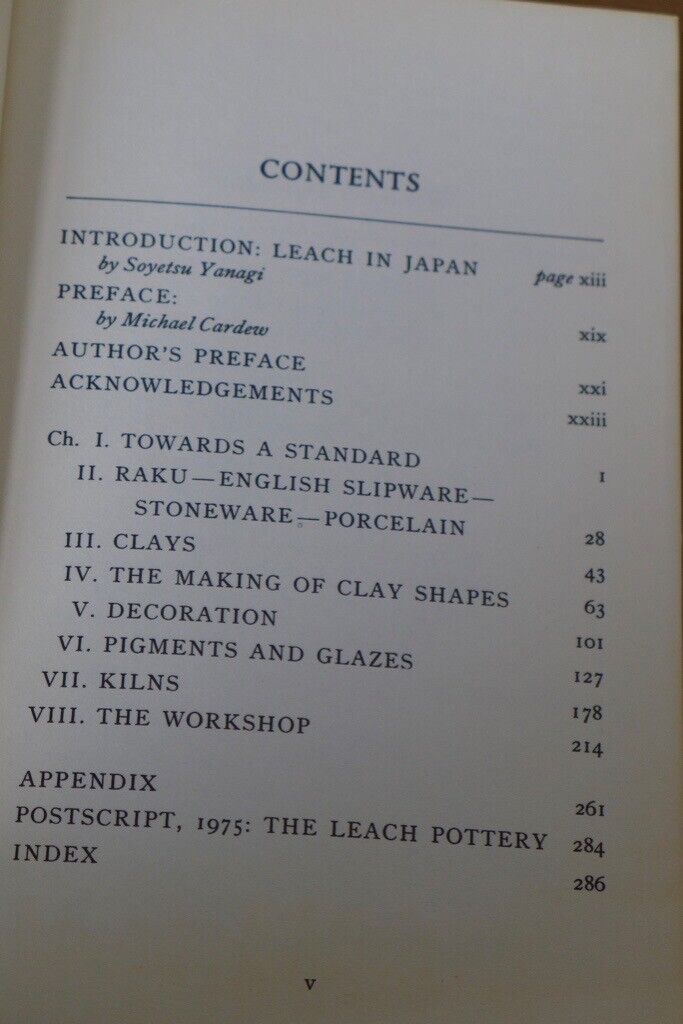 CONTENTS
INTRODUCTION: LEACH IN JAPAN page xiii
by Soyetsu Yanagi
PREFACE:
by Michael Cardew xix
AUTHOR'S PREFACE xxi
ACKNOWLEDGEMENTS xxiii
Ch. I. TOWARDS A STANDARD 1
II. RAKU—ENGLISH SLIPWARE—
STONEWARE—PORCELAIN 28
III. CLAYS 43
IV. THE MAKING OF CLAY SHAPES 63
V. DECORATION 101
VI. PIGMENTS AND GLAZES 127
VII. KILNS 178
VIII. THE WORKSHOP 214
APPENDIX 261
POSTSCRIPT, 1975: THE LEACH POTTERY 284
INDEX 286
v